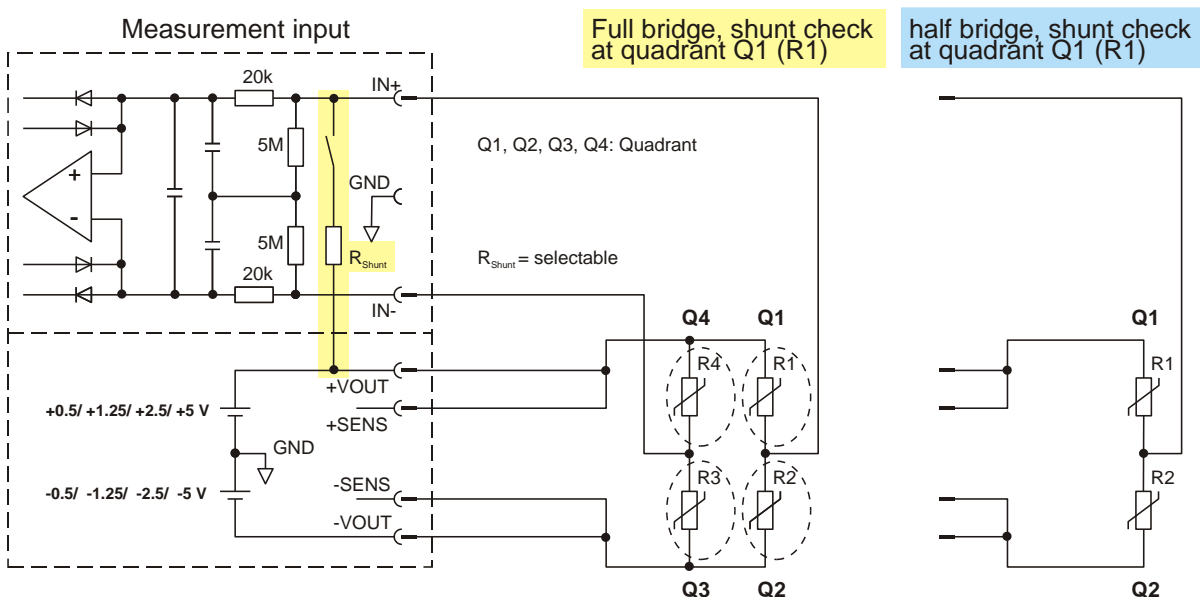 Measurement input
Full bridge, shunt check
at quadrant Q1 (R1)
half bridge, shunt check
at quadrant Q1 (R1)
20k
IN+
5M
Q1, Q2, Q3, Q4: Quadrant
+
GND
-
5M
RShunt
RShunt = selectable
20k
IN-
Q4
Q1
Q1
R4
R1
R1
+VOUT
+0.5/ +1.25/ +2.5/ +5 V
+SENS
GND
-0.5/ -1.25/ -2.5/ -5 V
-SENS
R3
R2
R2
-VOUT
Q3
Q2
Q2